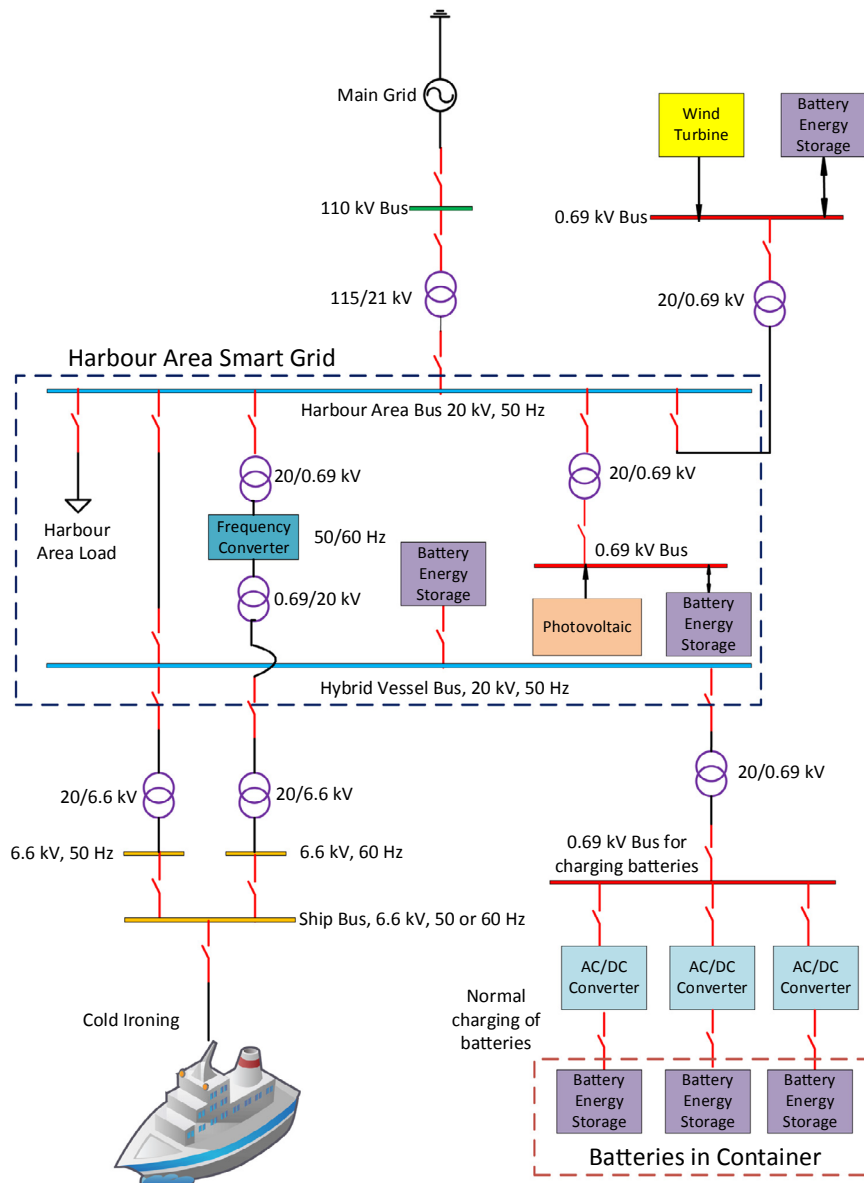 Main Grid
Wind
Turbine
Battery
Energy
Storage
110 kV Bus
0.69 kV Bus
115/21 kV
20/0.69 kV
Harbour Area Smart Grid
Harbour Area Bus 20 kV, 50 Hz
20/0.69 kV
20/0.69 kV
Harbour
Area Load
Frequency
Converter
50/60 Hz
Battery
Energy
Storage
0.69 kV Bus
0.69/20 kV
Photovoltaic
Battery
Energy
Storage
Hybrid Vessel Bus, 20 kV, 50 Hz
20/6.6 kV
20/6.6 kV
20/0.69 kV
6.6 kV, 50 Hz
6.6 kV, 60 Hz
0.69 kV Bus for
charging batteries
Ship Bus, 6.6 kV, 50 or 60 Hz
AC/DC
Converter
AC/DC
Converter
AC/DC
Converter
Cold Ironing
Normal
charging of
batteries
Battery
Energy
Storage
Battery
Energy
Storage
Battery
Energy
Storage
Batteries in Container